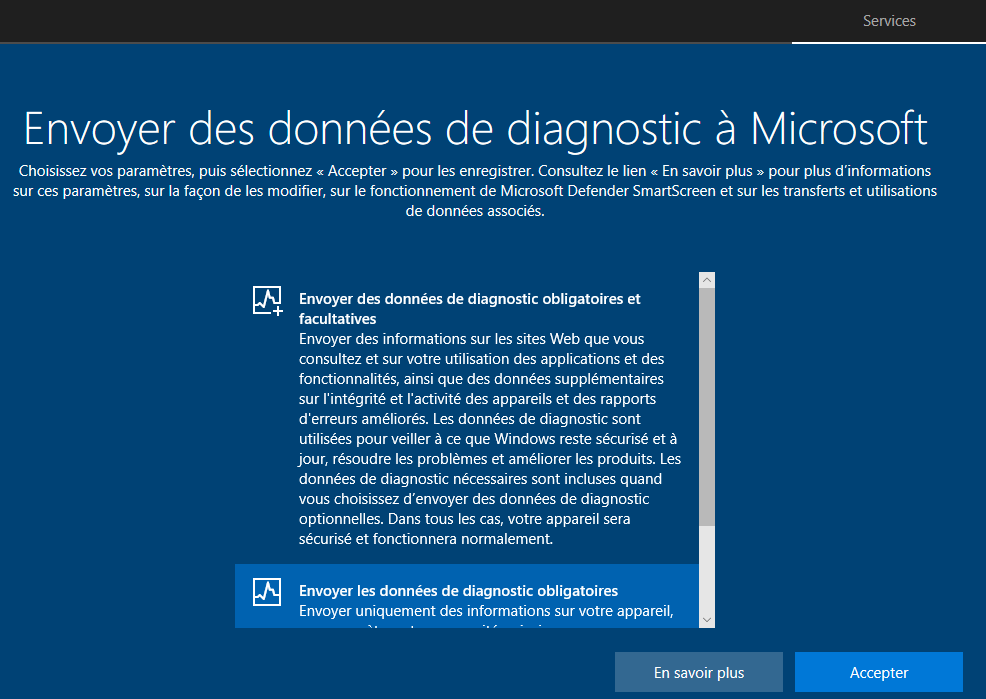 Services
Envoyer des données de diagnostic à Microsoft
Choisissez vos paramètres, puis sélectionnez « Accepter » pour les enregistrer. Consultez le lien « En savoir plus » pour plus d’informations
sur ces paramètres, sur la façon de les modifier, sur le fonctionnement de Microsoft Defender SmartScreen et sur les transferts et utilisations
de données associés.
Envoyer des données de diagnostic obligatoires et
facultatives
Envoyer des informations sur les sites Web que vous
consultez et sur votre utilisation des applications et des
fonctionnalités, ainsi que des données supplémentaires
sur l'intégrité et l'activité des appareils et des rapports
d'erreurs améliorés. Les données de diagnostic sont
utilisées pour veiller à ce que Windows reste sécurisé et à
jour, résoudre les problèmes et améliorer les produits. Les
données de diagnostic nécessaires sont incluses quand
vous choisissez d’envoyer des données de diagnostic
optionnelles. Dans tous les cas, votre appareil sera
sécurisé et fonctionnera normalement.
Envoyer les données de diagnostic obligatoires
Envoyer uniquement des informations sur votre appareil,
En savoir plus
Accepter